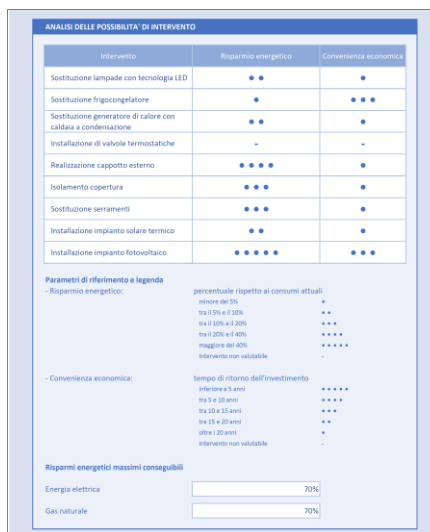 ANALISI DELLE POSSIBILITA' DI INTERVENTO
Intervento Risparmio energetico Convenienza economica
Sostituzione lampade con tecnologia LED ●● ●
Sostituzione frigocongelatore ● ●●●
Sostituzione generatore di calore con
caldaia a condensazione ●● ●
Installazione di valvole termostatiche - -
Realizzazione cappotto esterno ●●●● ●
Isolamento copertura ●●● ●
Sostituzione serramenti ●●● ●
Installazione impianto solare termico ●● ●
Installazione impianto fotovoltaico ●●●●● ●●●
Parametri di riferimento e legenda
- Risparmio energetico: percentuale rispetto ai consumi attuali
minore del 5% ●
tra il 5% e il 10% ●●
tra il 10% e il 20% ●●●
tra il 20% e il 40% ●●●●
maggiore del 40% ●●●●●
intervento non valutabile -
- Convenienza economica: tempo di ritorno dell'investimento
inferiore a 5 anni ●●●●●
tra 5 e 10 anni ●●●●
tra 10 e 15 anni ●●●
tra 15 e 20 anni ●●
oltre i 20 anni ●
intervento non valutabile -
Risparmi energetici massimi conseguibili
Energia elettrica 70%
Gas naturale 70%